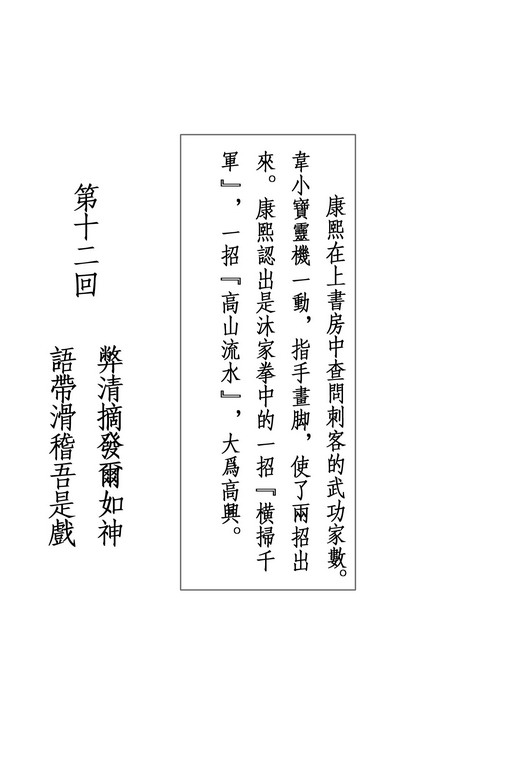 康熙在上書房中查問刺客的武功家數。
韋小寶靈機一動，指手畫脚，使了兩招出
來。康熙認出是沐家拳中的一招『橫掃千
軍』，一招『高山流水』，大爲高興。
第十二回
弊清摘發爾如神
語帶滑稽吾是戲